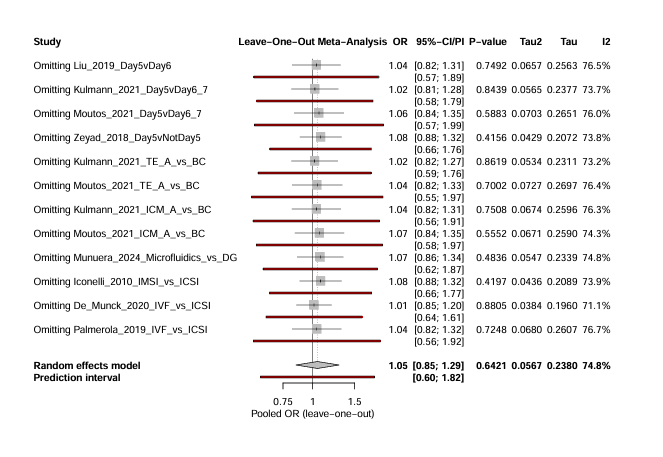 Study Leave-One-Out Meta-Analysis OR 95%-CI/PI P-value Tau2 Tau I2
Omitting Liu_2019_Day5vDay6 1.04 [0.82; 1.31] 0.7492 0.0657 0.2563 76.5%
[0.57; 1.89]
Omitting Kulmann_2021_Day5vDay6_7 1.02 [0.81; 1.28] 0.8439 0.0565 0.2377 73.7%
[0.58; 1.79]
Omitting Moutos_2021_Day5vDay6_7 1.06 [0.84; 1.35] 0.5883 0.0703 0.2651 76.0%
[0.57; 1.99]
Omitting Zeyad_2018_Day5vNotDay5 1.08 [0.88; 1.32] 0.4156 0.0429 0.2072 73.8%
[0.66; 1.76]
Omitting Kulmann_2021_TE_A_vs_BC 1.02 [0.82; 1.27] 0.8619 0.0534 0.2311 73.2%
[0.59; 1.76]
Omitting Moutos_2021_TE_A_vs_BC 1.04 [0.82; 1.33] 0.7002 0.0727 0.2697 76.4%
[0.55; 1.97]
Omitting Kulmann_2021_ICM_A_vs_BC 1.04 [0.82; 1.31] 0.7508 0.0674 0.2596 76.3%
[0.56; 1.91]
Omitting Moutos_2021_ICM_A_vs_BC 1.07 [0.84; 1.35] 0.5552 0.0671 0.2590 74.3%
[0.58; 1.97]
Omitting Munuera_2024_Microfluidics_vs_DG 1.07 [0.86; 1.34] 0.4836 0.0547 0.2339 74.8%
[0.62; 1.87]
Omitting Iconelli_2010_IMSI_vs_ICSI 1.08 [0.88; 1.32] 0.4197 0.0436 0.2089 73.9%
[0.66; 1.77]
Omitting De_Munck_2020_IVF_vs_ICSI 1.01 [0.85; 1.20] 0.8805 0.0384 0.1960 71.1%
[0.64; 1.61]
Omitting Palmerola_2019_IVF_vs_ICSI 1.04 [0.82; 1.32] 0.7248 0.0680 0.2607 76.7%
[0.56; 1.92]
Random effects model 1.05 [0.85; 1.29] 0.6421 0.0567 0.2380 74.8%
Prediction interval [0.60; 1.82]
0.75 1 1.5
Pooled OR (leave-one-out)